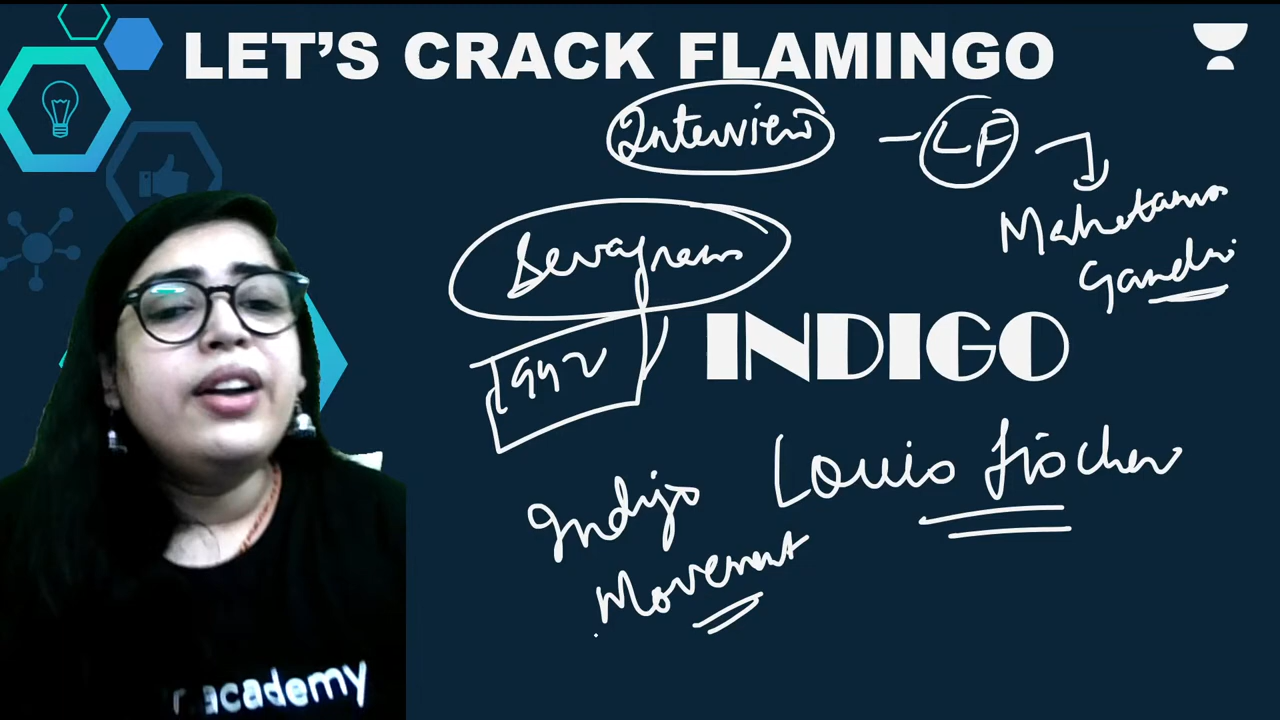 LET'S CRACK FLAMINGO
Interview - LF
Mahatama
Gandhi
Sevagram
1942
INDIGO
Louis Fischer
Indigo
Movement
academy